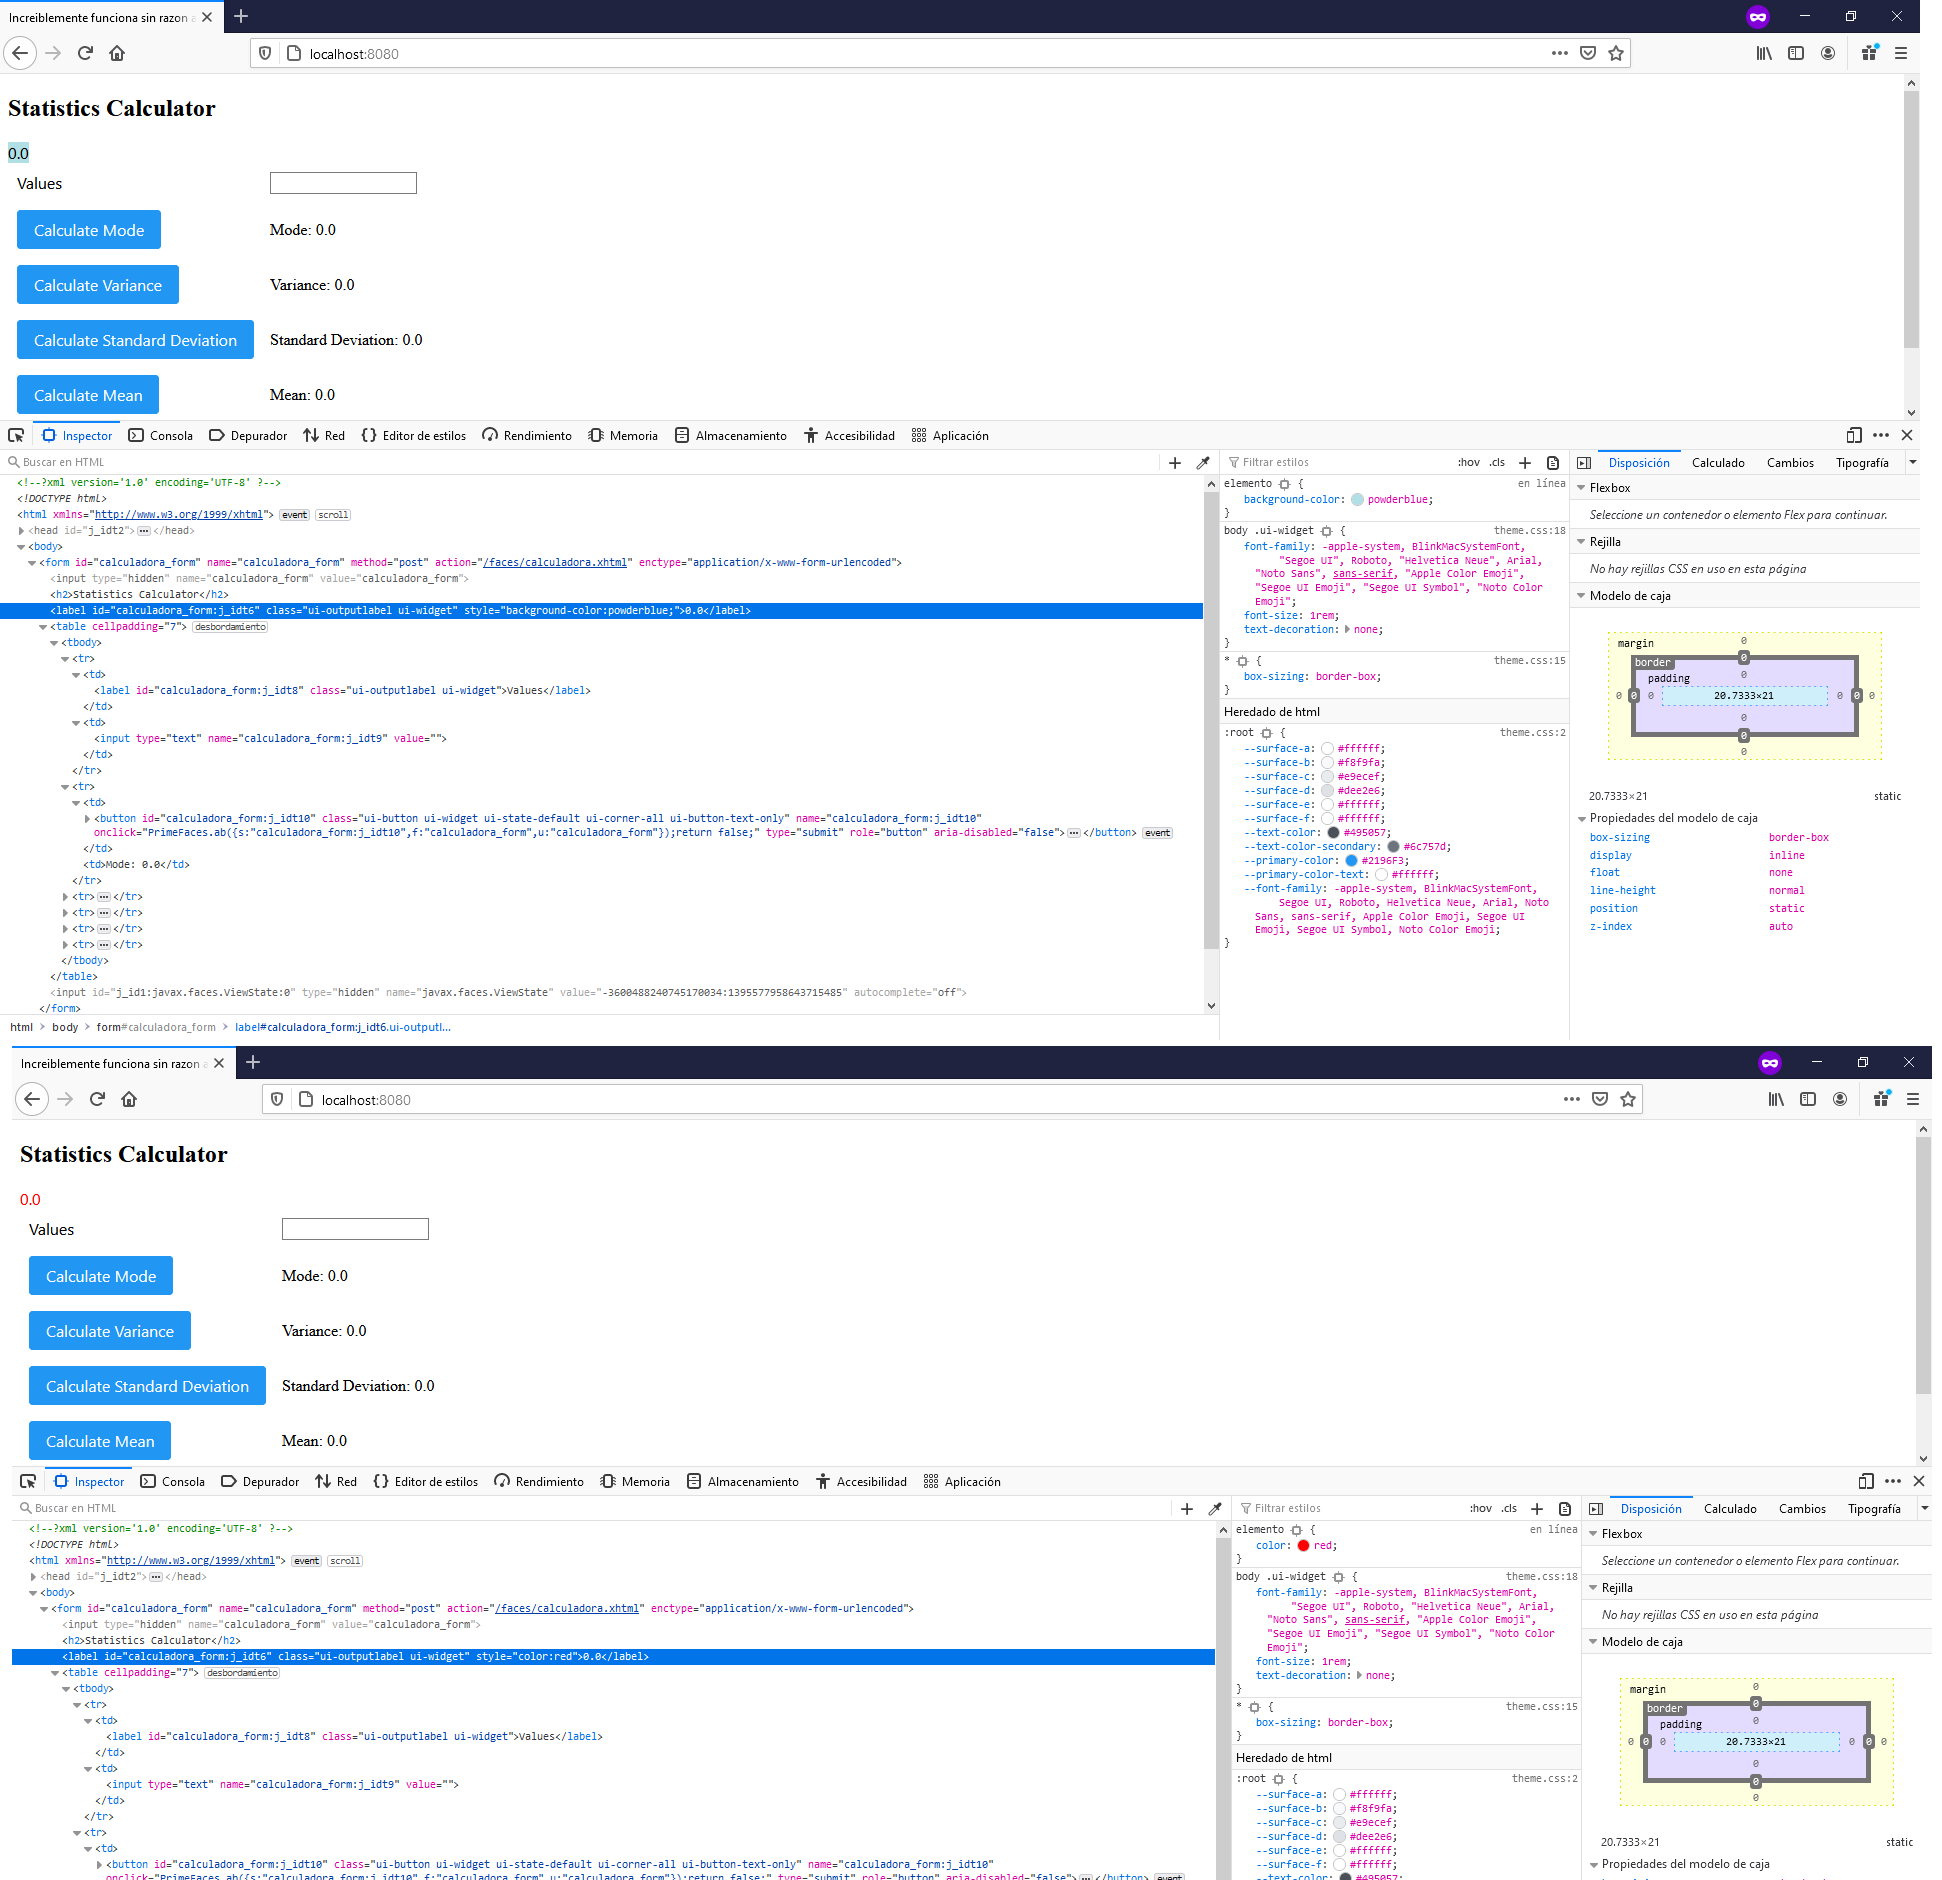 Increiblemente funciona sin razon a
localhost:8080
Statistics Calculator
0.0
Values
Calculate Mode Mode: 0.0
Calculate Variance Variance: 0.0
Calculate Standard Deviation Standard Deviation: 0.0
Calculate Mean Mean: 0.0
Inspector Consola Depurador Red Editor de estilos Rendimiento Memoria Almacenamiento Accesibilidad Aplicación
Buscar en HTML
<!--?xml version='1.0' encoding='UTF-8' ?-->
<!DOCTYPE html>
<html xmlns="http://www.w3.org/1999/xhtml"> event scroll
<head id="j_idt2"></head>
<body>
<form id="calculadora_form" name="calculadora_form" method="post" action="/faces/calculadora.xhtml" enctype="application/x-www-form-urlencoded">
<input type="hidden" name="calculadora_form" value="calculadora_form">
<h2>Statistics Calculator</h2>
<label id="calculadora_form:j_idt6" class="ui-outputlabel ui-widget" style="background-color:powderblue;">0.0</label>
<table cellpadding="7"> desbordamiento
<tbody>
<tr>
<td>
<label id="calculadora_form:j_idt8" class="ui-outputlabel ui-widget">Values</label>
</td>
<td>
<input type="text" name="calculadora_form:j_idt9" value="">
</td>
</tr>
<tr>
<td>
<button id="calculadora_form:j_idt10" class="ui-button ui-widget ui-state-default ui-corner-all ui-button-text-only" name="calculadora_form:j_idt10"
onclick="PrimeFaces.ab({s:"calculadora_form:j_idt10",f:"calculadora_form",u:"calculadora_form"});return false;" type="submit" role="button" aria-disabled="false"></button> event
</td>
<td>Mode: 0.0</td>
</tr>
<tr></tr>
<tr></tr>
<tr></tr>
<tr></tr>
</tbody>
</table>
<input id="j_id1:javax.faces.ViewState:0" type="hidden" name="javax.faces.ViewState" value="-3600488240745170034:1395577958643715485" autocomplete="off">
</form>
html > body > form#calculadora_form > label#calculadora_form:j_idt6.ui-outputl...
Filtrar estilos :hov .cls
elemento { en línea
background-color: powderblue;
}
body .ui-widget { theme.css:18
font-family: -apple-system, BlinkMacSystemFont,
"Segoe UI", Roboto, "Helvetica Neue", Arial,
"Noto Sans", sans-serif, "Apple Color Emoji",
"Segoe UI Emoji", "Segoe UI Symbol", "Noto Color
Emoji";
font-size: 1rem;
text-decoration: none;
}
* { theme.css:15
box-sizing: border-box;
}
Heredado de html
:root { theme.css:2
--surface-a: #ffffff;
--surface-b: #f8f9fa;
--surface-c: #e9ecef;
--surface-d: #dee2e6;
--surface-e: #ffffff;
--surface-f: #ffffff;
--text-color: #495057;
--text-color-secondary: #6c757d;
--primary-color: #2196F3;
--primary-color-text: #ffffff;
--font-family: -apple-system, BlinkMacSystemFont,
Segoe UI, Roboto, Helvetica Neue, Arial, Noto
Sans, sans-serif, Apple Color Emoji, Segoe UI
Emoji, Segoe UI Symbol, Noto Color Emoji;
}
Disposición Calculado Cambios Tipografía
Flexbox
Seleccione un contenedor o elemento Flex para continuar.
Rejilla
No hay rejillas CSS en uso en esta página
Modelo de caja
margin 0
border 0
padding 0
0 0 0 20.7333×21 0 0 0
0
0
0
20.7333×21 static
Propiedades del modelo de caja
box-sizing border-box
display inline
float none
line-height normal
position static
z-index auto
Increiblemente funciona sin razon a
localhost:8080
Statistics Calculator
0.0
Values
Calculate Mode Mode: 0.0
Calculate Variance Variance: 0.0
Calculate Standard Deviation Standard Deviation: 0.0
Calculate Mean Mean: 0.0
Inspector Consola Depurador Red Editor de estilos Rendimiento Memoria Almacenamiento Accesibilidad Aplicación
Buscar en HTML
<!--?xml version='1.0' encoding='UTF-8' ?-->
<!DOCTYPE html>
<html xmlns="http://www.w3.org/1999/xhtml"> event scroll
<head id="j_idt2"></head>
<body>
<form id="calculadora_form" name="calculadora_form" method="post" action="/faces/calculadora.xhtml" enctype="application/x-www-form-urlencoded">
<input type="hidden" name="calculadora_form" value="calculadora_form">
<h2>Statistics Calculator</h2>
<label id="calculadora_form:j_idt6" class="ui-outputlabel ui-widget" style="color:red">0.0</label>
<table cellpadding="7"> desbordamiento
<tbody>
<tr>
<td>
<label id="calculadora_form:j_idt8" class="ui-outputlabel ui-widget">Values</label>
</td>
<td>
<input type="text" name="calculadora_form:j_idt9" value="">
</td>
</tr>
<tr>
<td>
<button id="calculadora_form:j_idt10" class="ui-button ui-widget ui-state-default ui-corner-all ui-button-text-only" name="calculadora_form:j_idt10"
onclick="PrimeFaces.ab({s:"calculadora_form:j_idt10",f:"calculadora_form",u:"calculadora_form"});return false;" type="submit" role="button" aria-disabled="false"></button> event
Filtrar estilos :hov .cls
elemento { en línea
color: red;
}
body .ui-widget { theme.css:18
font-family: -apple-system, BlinkMacSystemFont,
"Segoe UI", Roboto, "Helvetica Neue", Arial,
"Noto Sans", sans-serif, "Apple Color Emoji",
"Segoe UI Emoji", "Segoe UI Symbol", "Noto Color
Emoji";
font-size: 1rem;
text-decoration: none;
}
* { theme.css:15
box-sizing: border-box;
}
Heredado de html
:root { theme.css:2
--surface-a: #ffffff;
--surface-b: #f8f9fa;
--surface-c: #e9ecef;
--surface-d: #dee2e6;
--surface-e: #ffffff;
--surface-f: #ffffff;
--text-color: #495057;
Disposición Calculado Cambios Tipografía
Flexbox
Seleccione un contenedor o elemento Flex para continuar.
Rejilla
No hay rejillas CSS en uso en esta página
Modelo de caja
margin 0
border 0
padding 0
0 0 0 20.7333×21 0 0 0
0
0
0
20.7333×21 static
Propiedades del modelo de caja